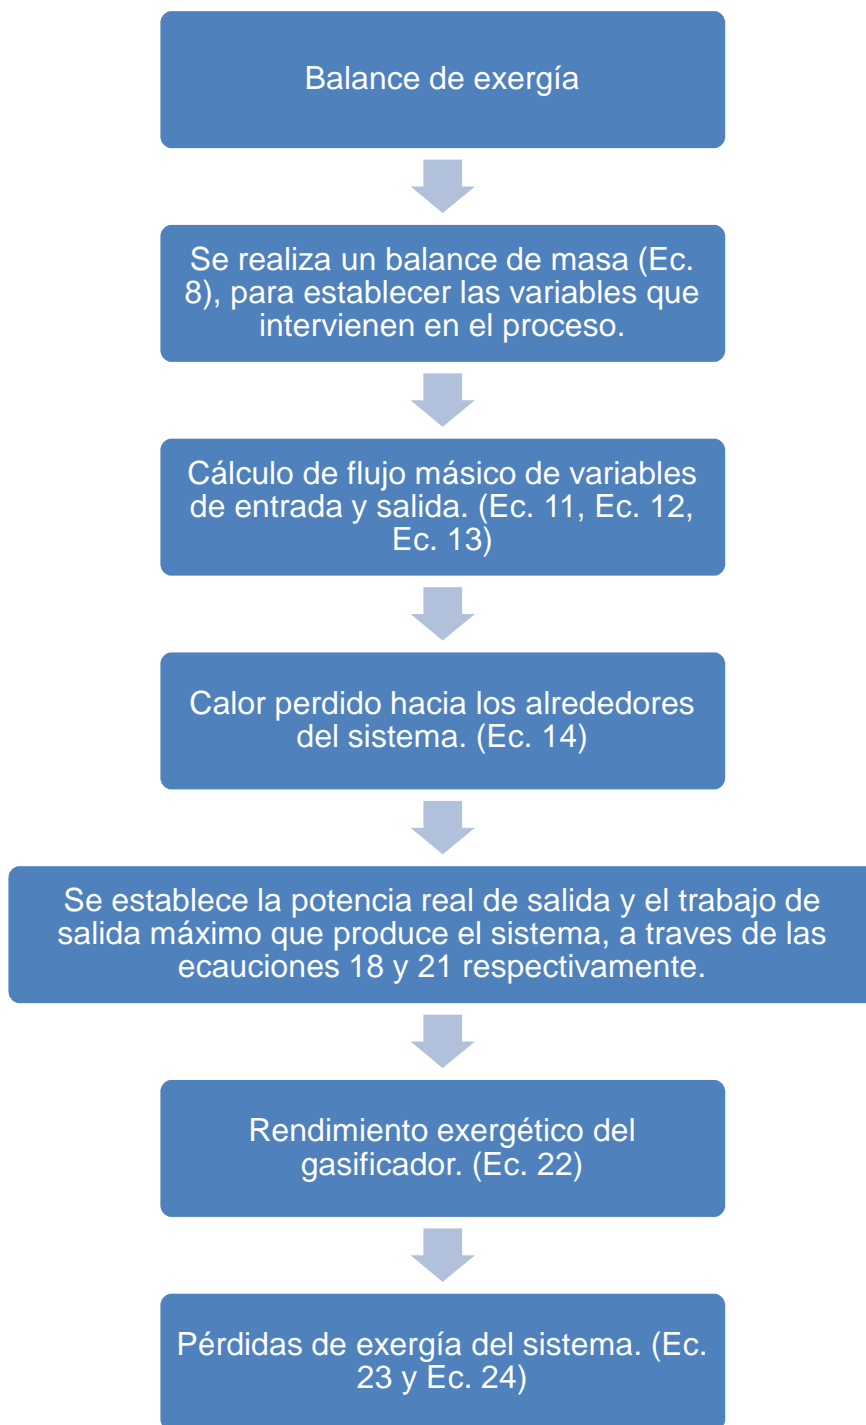 Balance de exergía
Se realiza un balance de masa (Ec.
8), para establecer las variables que
intervienen en el proceso.
Cálculo de flujo másico de variables
de entrada y salida. (Ec. 11, Ec. 12,
Ec. 13)
Calor perdido hacia los alrededores
del sistema. (Ec. 14)
Se establece la potencia real de salida y el trabajo de
salida máximo que produce el sistema, a traves de las
ecauciones 18 y 21 respectivamente.
Rendimiento exergético del
gasificador. (Ec. 22)
Pérdidas de exergía del sistema. (Ec.
23 y Ec. 24)